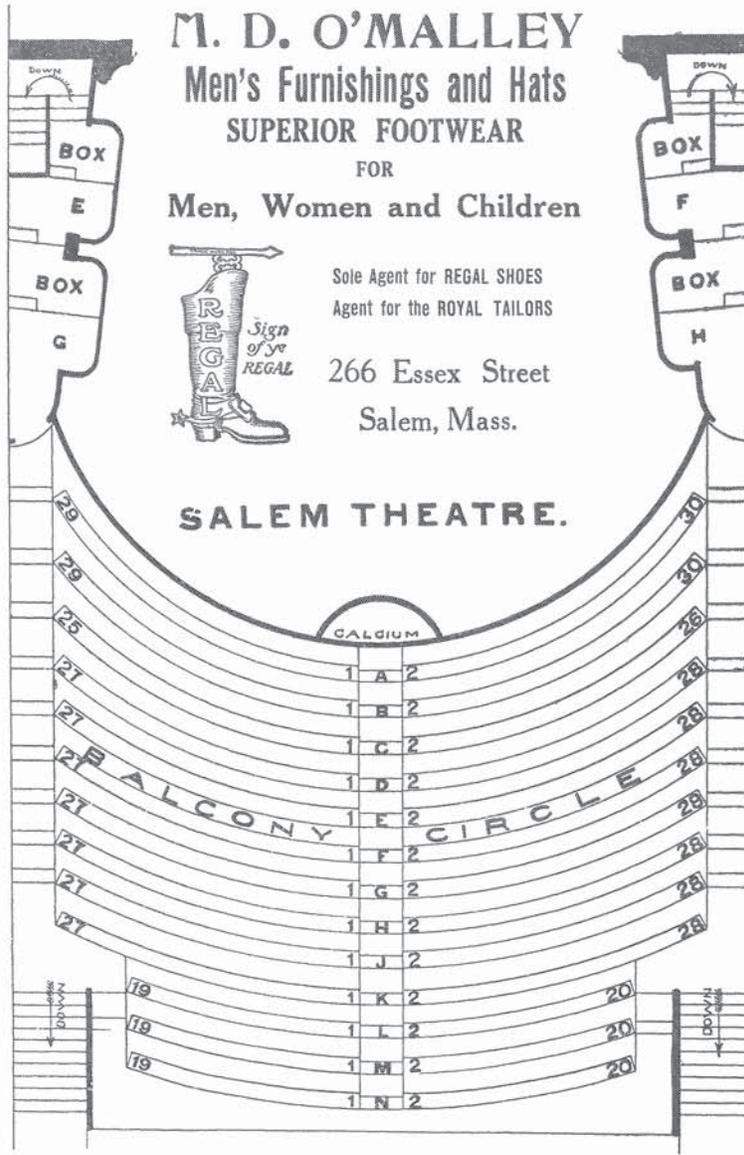 M. D. O'MALLEY
Men's Furnishings and Hats
SUPERIOR FOOTWEAR
FOR
Men, Women and Children
DOWN
DOWN
BOX
E
BOX
F
BOX
G
BOX
H
REGAL
Sign
of ye
REGAL
Sole Agent for REGAL SHOES
Agent for the ROYAL TAILORS
266 Essex Street
Salem, Mass.
SALEM THEATRE.
CALCIUM
29 1 A 2 30
29 1 B 2 30
25 1 C 2 26
27 1 D 2 28
27 1 E 2 28
27 1 F 2 28
27 1 G 2 28
27 1 H 2 28
27 1 J 2 28
27 1 K 2 28
19 1 L 2 20
19 1 M 2 20
19 1 N 2 20
BALCONY CIRCLE
DOWN
DOWN